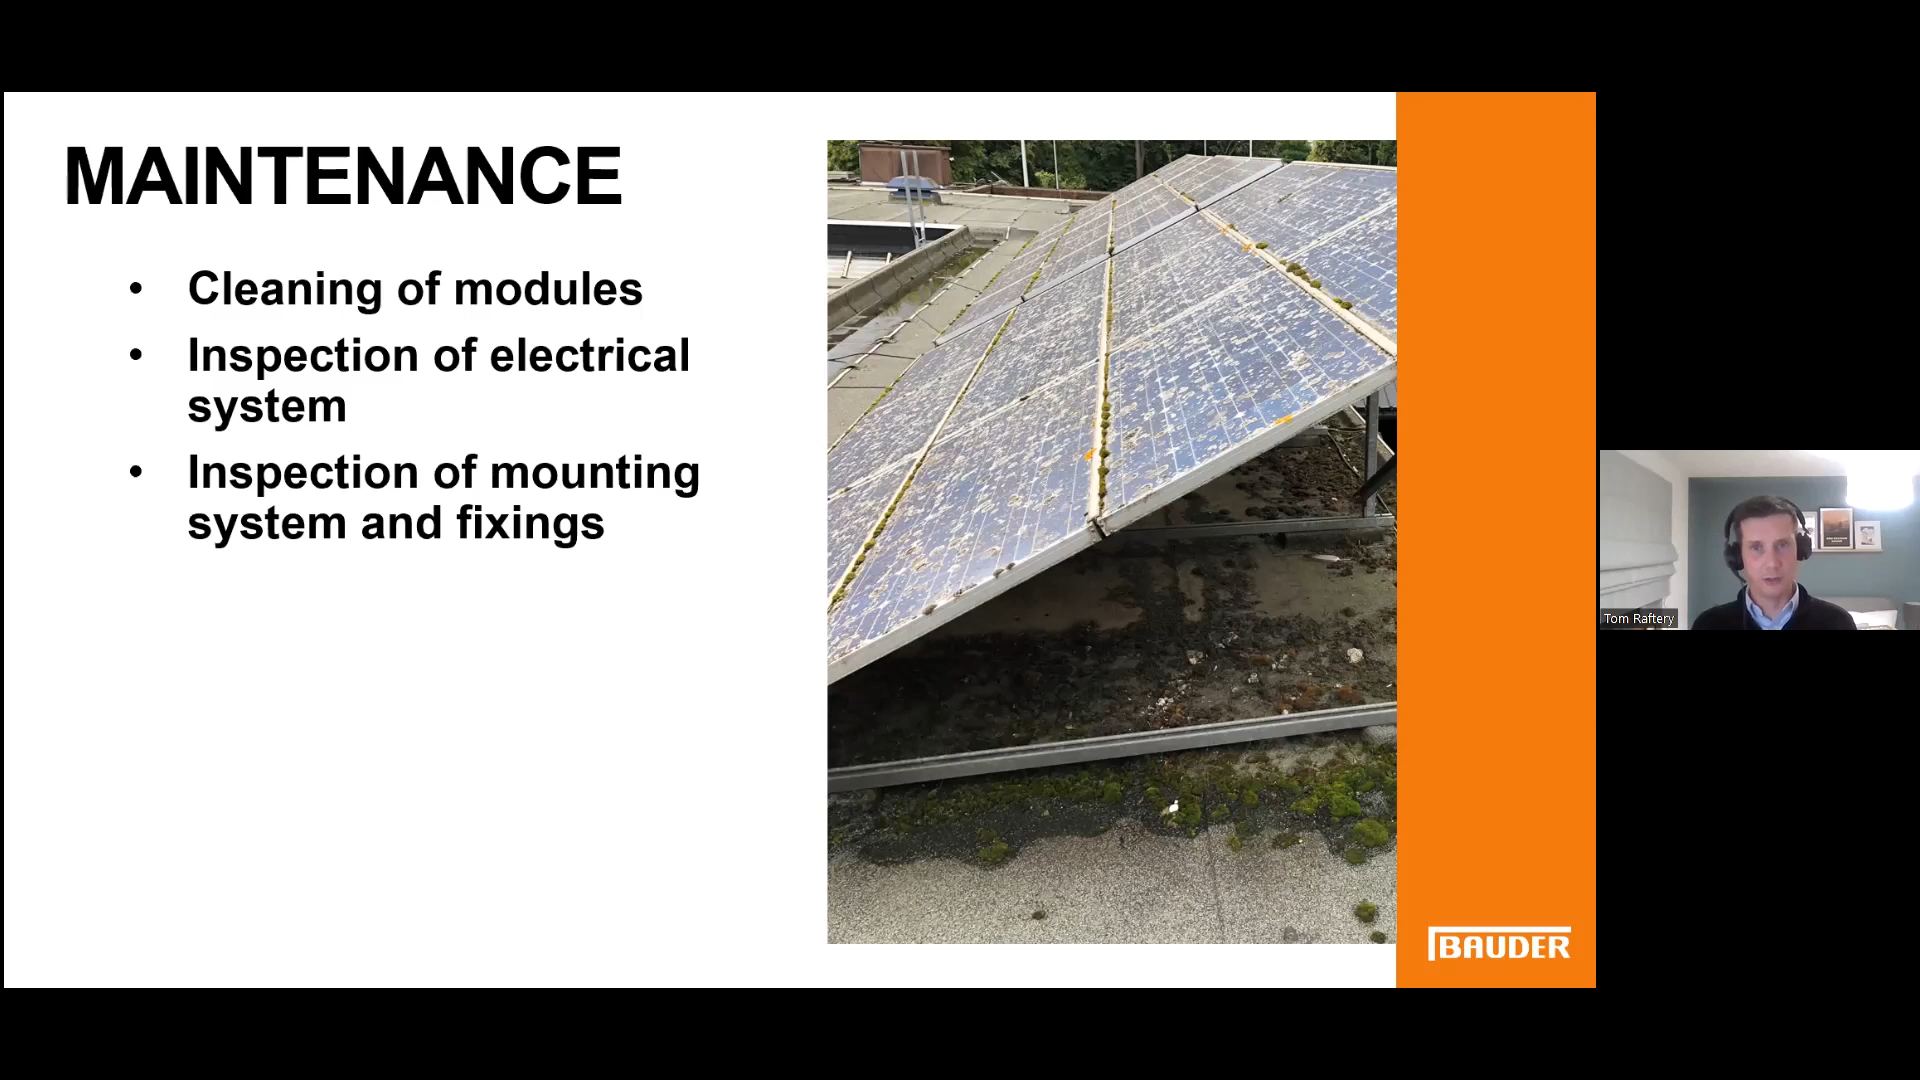 MAINTENANCE
• Cleaning of modules
• Inspection of electrical
system
• Inspection of mounting
system and fixings
BAUDER
Tom Raftery